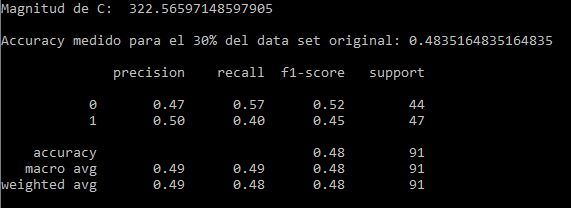 Magnitud de C:  322.56597148597905
Accuracy medido para el 30% del data set original: 0.4835164835164835
precision    recall  f1-score   support
0       0.47      0.57      0.52        44
1       0.50      0.40      0.45        47
accuracy                           0.48        91
macro avg       0.49      0.49      0.48        91
weighted avg       0.49      0.48      0.48        91